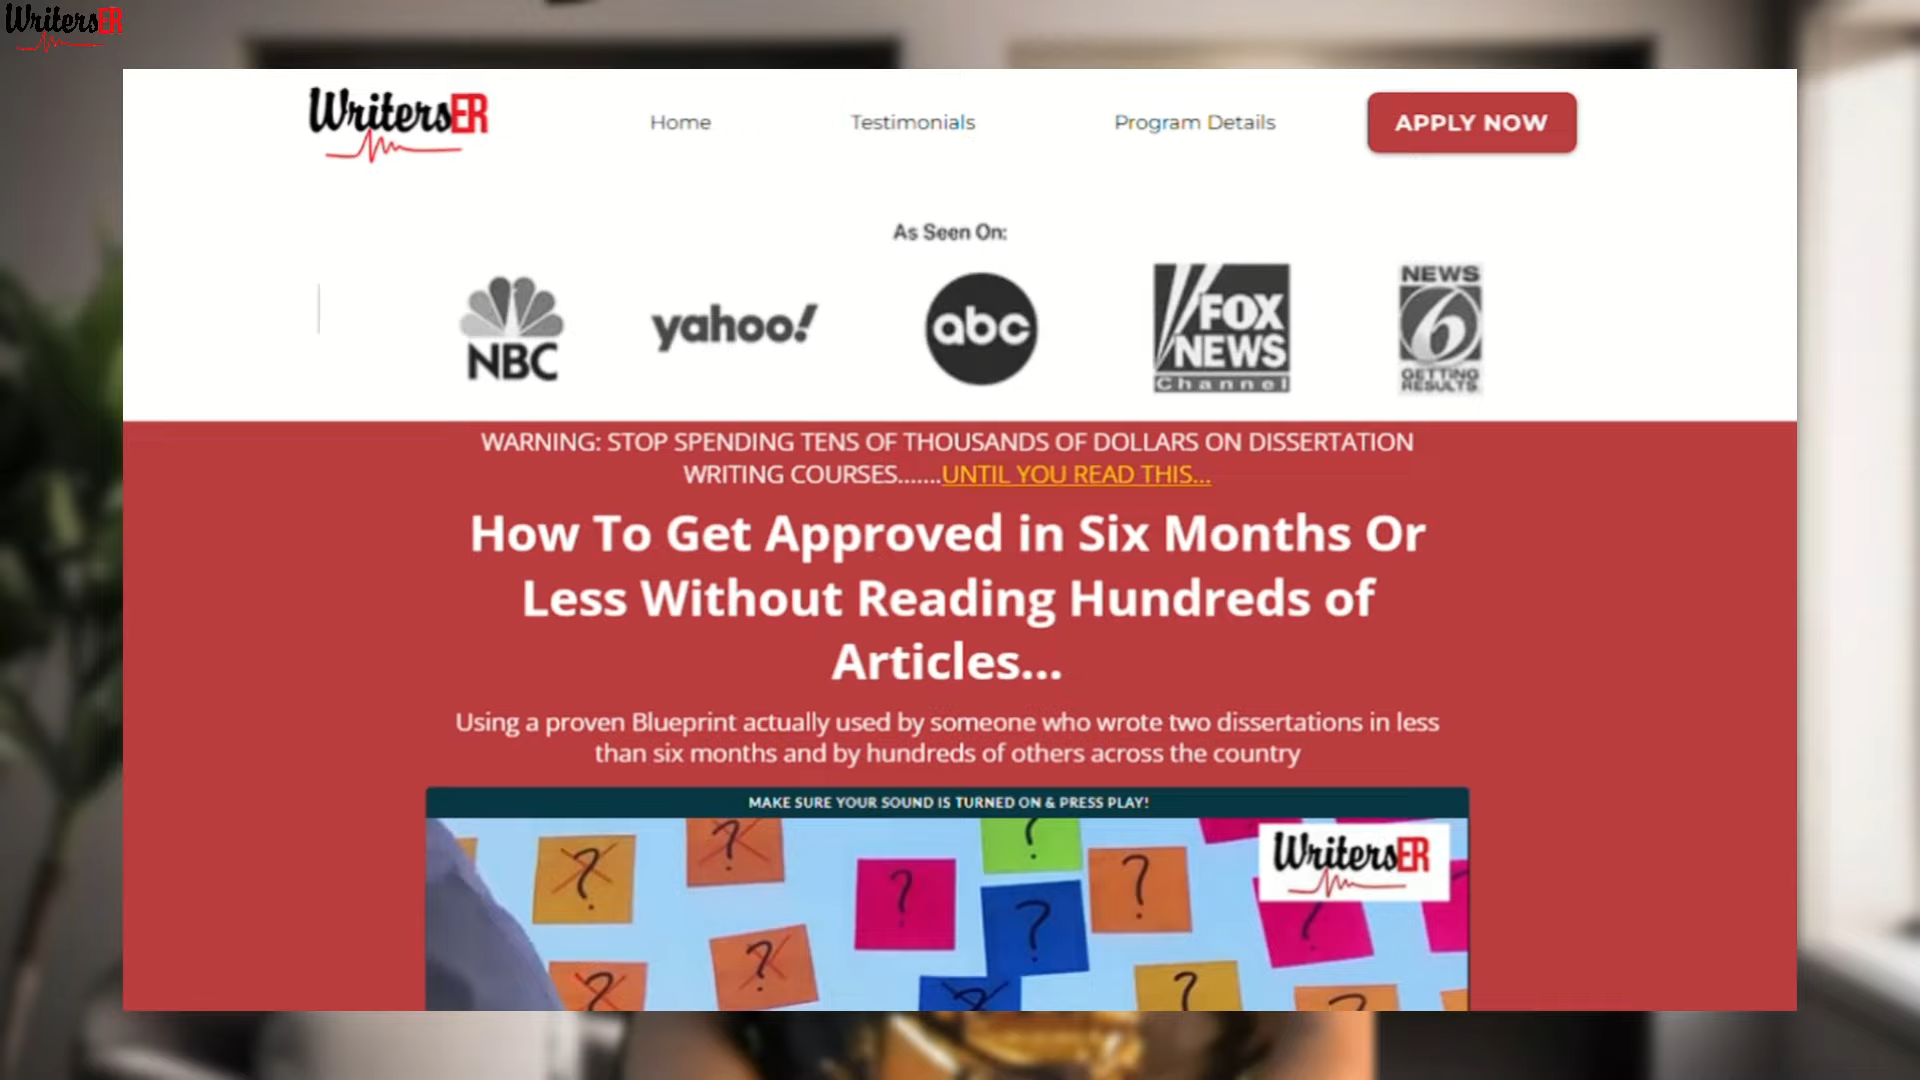 WritersER
WritersER
Home
Testimonials
Program Details
APPLY NOW
As Seen On:
NBC
yahoo!
abc
FOX
NEWS
Channel
NEWS
6
GETTING
RESULTS
WARNING: STOP SPENDING TENS OF THOUSANDS OF DOLLARS ON DISSERTATION
WRITING COURSES.......UNTIL YOU READ THIS...
How To Get Approved in Six Months Or
Less Without Reading Hundreds of
Articles...
Using a proven Blueprint actually used by someone who wrote two dissertations in less
than six months and by hundreds of others across the country
MAKE SURE YOUR SOUND IS TURNED ON & PRESS PLAY!
? ? ? ? ? ? ?
WritersER
? ? ? ? ?